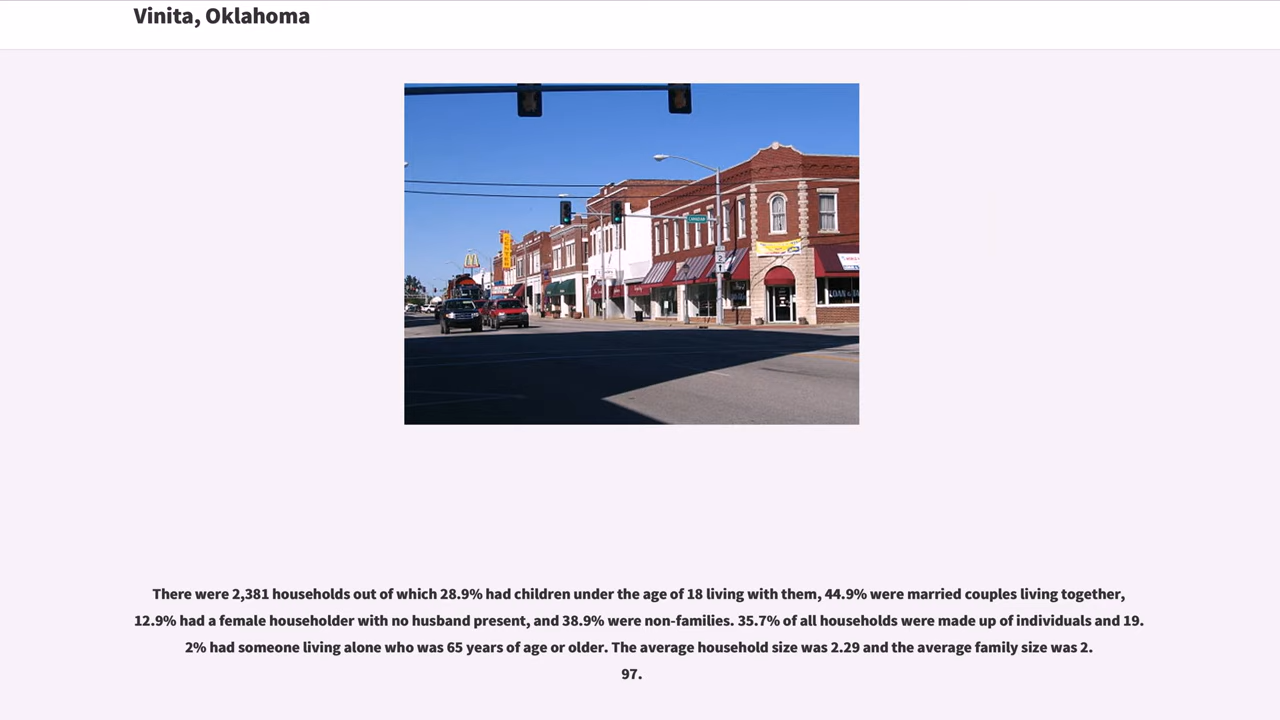 Vinita, Oklahoma
There were 2,381 households out of which 28.9% had children under the age of 18 living with them, 44.9% were married couples living together,
12.9% had a female householder with no husband present, and 38.9% were non-families. 35.7% of all households were made up of individuals and 19.
2% had someone living alone who was 65 years of age or older. The average household size was 2.29 and the average family size was 2.
97.